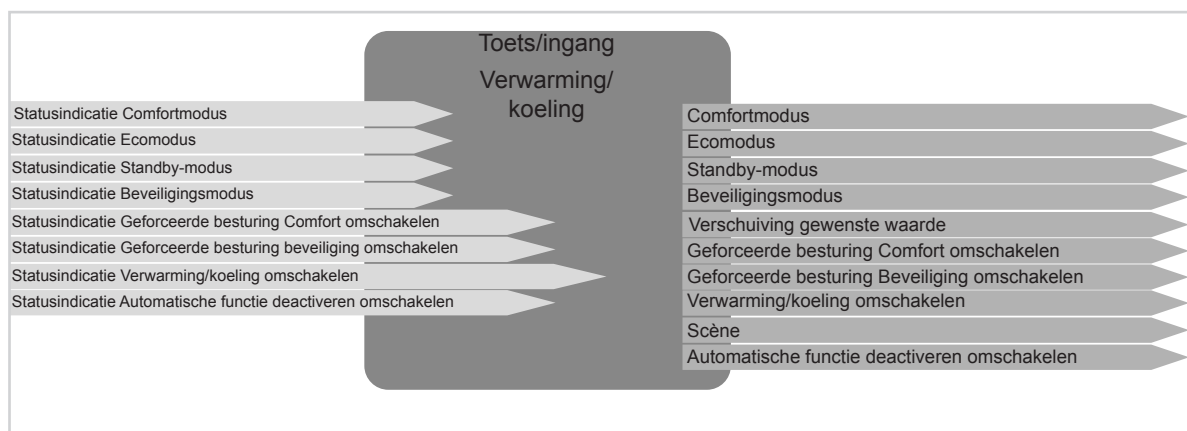 Toets/ingang
Verwarming/
koeling
Statusindicatie Comfortmodus
Statusindicatie Ecomodus
Statusindicatie Standby-modus
Statusindicatie Beveiligingsmodus
Statusindicatie Geforceerde besturing Comfort omschakelen
Statusindicatie Geforceerde besturing beveiliging omschakelen
Statusindicatie Verwarming/koeling omschakelen
Statusindicatie Automatische functie deactiveren omschakelen
Comfortmodus
Ecomodus
Standby-modus
Beveiligingsmodus
Verschuiving gewenste waarde
Geforceerde besturing Comfort omschakelen
Geforceerde besturing Beveiliging omschakelen
Verwarming/koeling omschakelen
Scène
Automatische functie deactiveren omschakelen